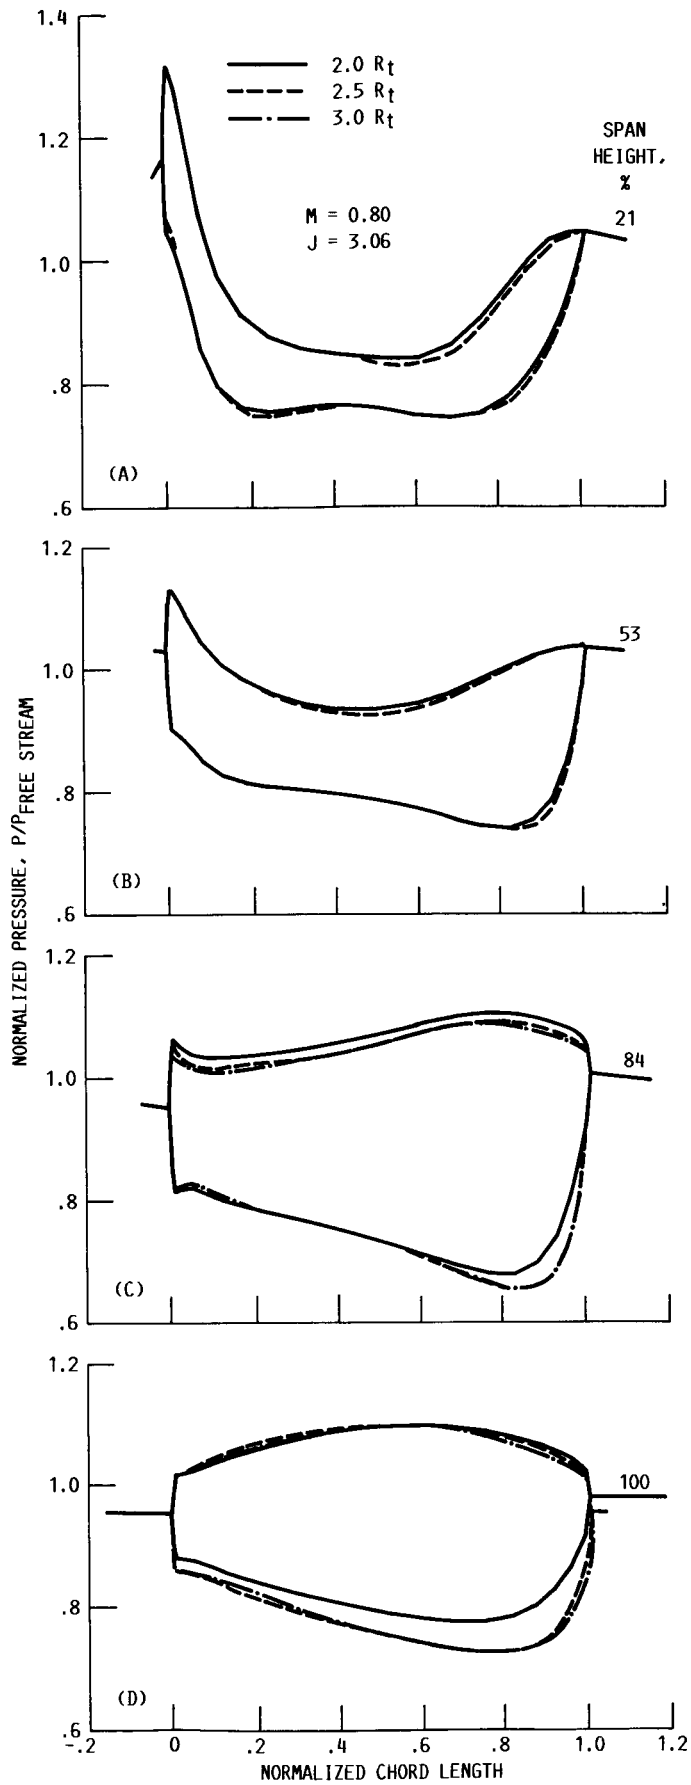 1.4
2.0 Rt
2.5 Rt
3.0 Rt
1.2
SPAN
HEIGHT,
%
M = 0.80
J = 3.06
21
1.0
.8
(A)
.6
1.2
53
1.0
.8
(B)
.6
NORMALIZED PRESSURE, P/PFREE STREAM
1.2
84
1.0
.8
(C)
.6
1.2
100
1.0
.8
(D)
.6
-.2 0 .2 .4 .6 .8 1.0 1.2
NORMALIZED CHORD LENGTH